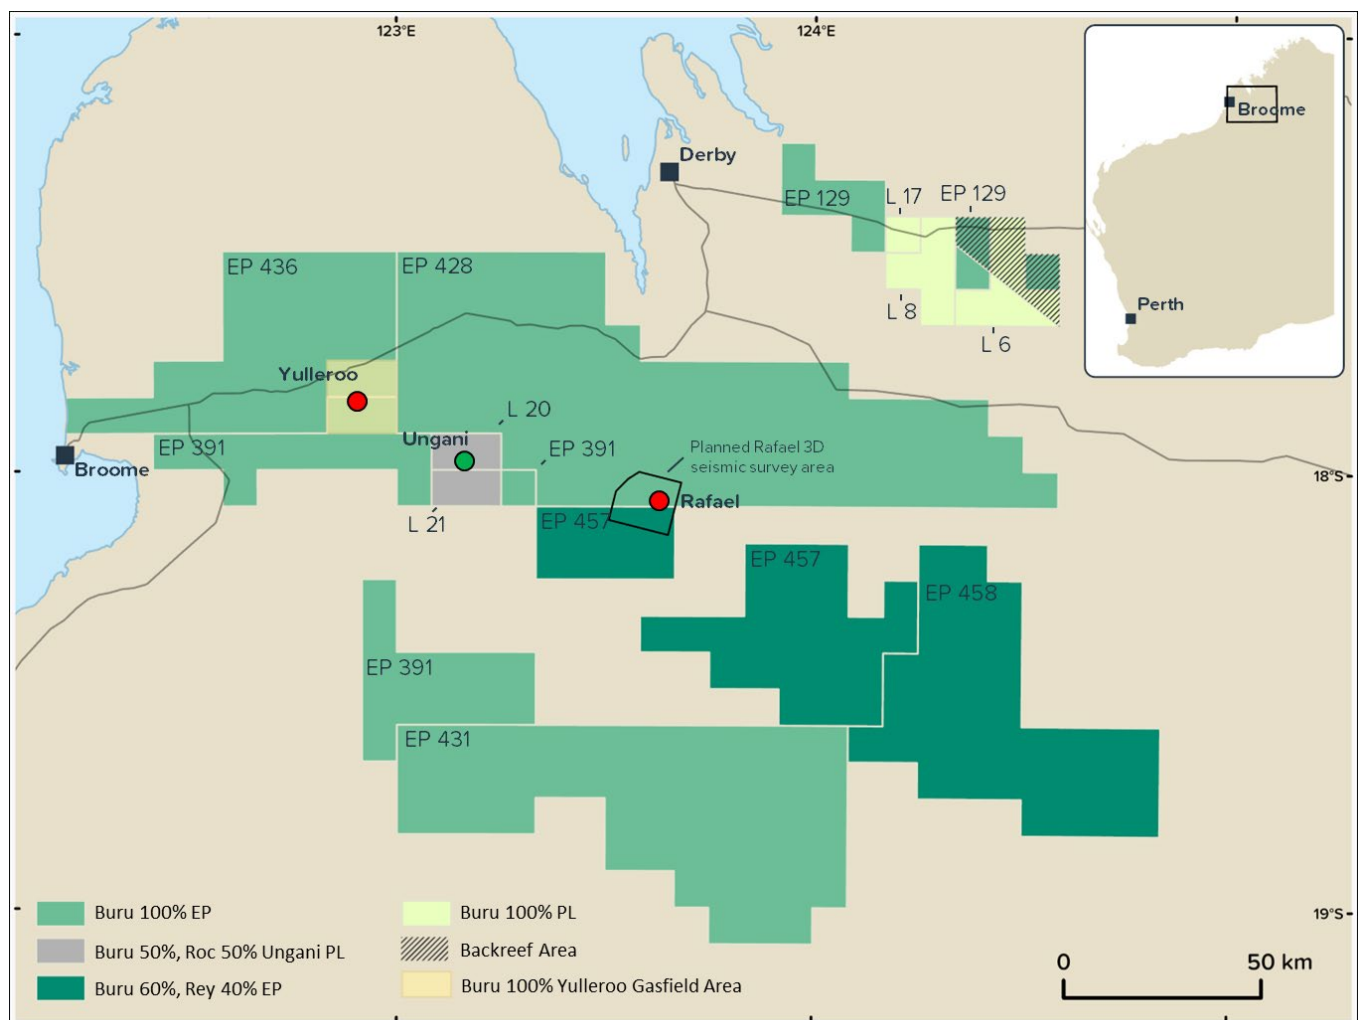 123°E
124°E
Broome
Perth
Derby
EP 129
L 17
EP 129
L 8
L 6
EP 436
EP 428
Yulleroo
L 20
Ungani
EP 391
EP 391
Planned Rafael 3D
seismic survey area
Broome
18°S
Rafael
L 21
EP 457
EP 457
EP 458
EP 391
EP 431
Buru 100% EP
Buru 100% PL
19°S
Buru 50%, Roc 50% Ungani PL
Backreef Area
Buru 60%, Rey 40% EP
Buru 100% Yulleroo Gasfield Area
0
50 km